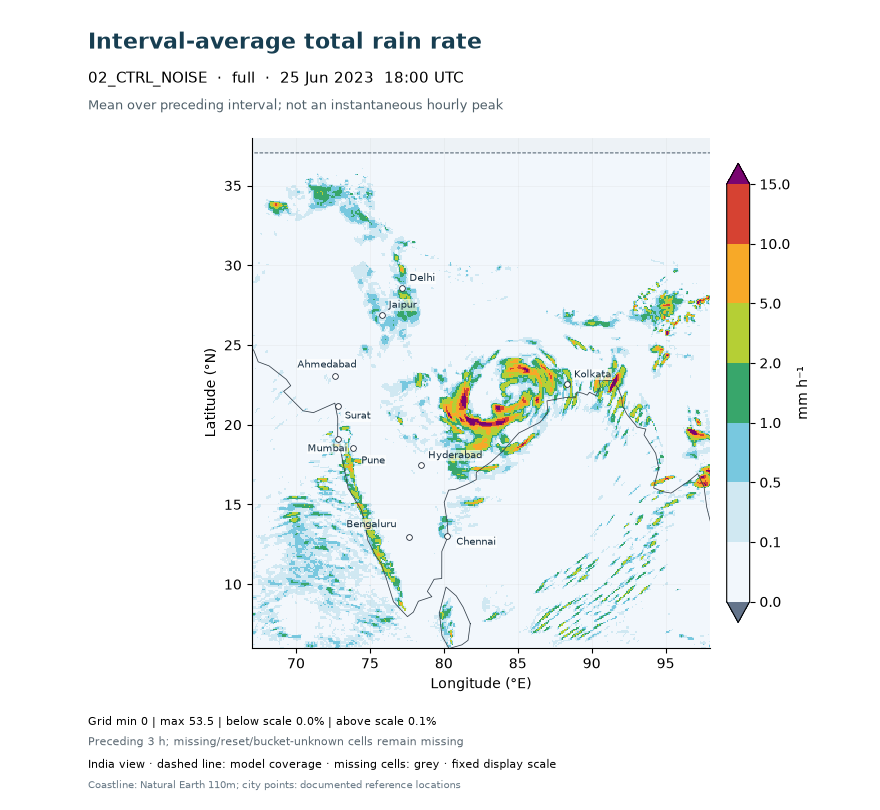 Interval-average total rain rate
02_CTRL_NOISE · full · 25 Jun 2023 18:00 UTC
Mean over preceding interval; not an instantaneous hourly peak
35
30
25
20
15
10
Latitude (°N)
70
75
80
85
90
95
Longitude (°E)
Delhi
Jaipur
Ahmedabad
Kolkata
Surat
Mumbai
Pune
Hyderabad
Bengaluru
Chennai
15.0
10.0
5.0
2.0
1.0
0.5
0.1
0.0
mm h⁻¹
Grid min 0 | max 53.5 | below scale 0.0% | above scale 0.1%
Preceding 3 h; missing/reset/bucket-unknown cells remain missing
India view · dashed line: model coverage · missing cells: grey · fixed display scale
Coastline: Natural Earth 110m; city points: documented reference locations